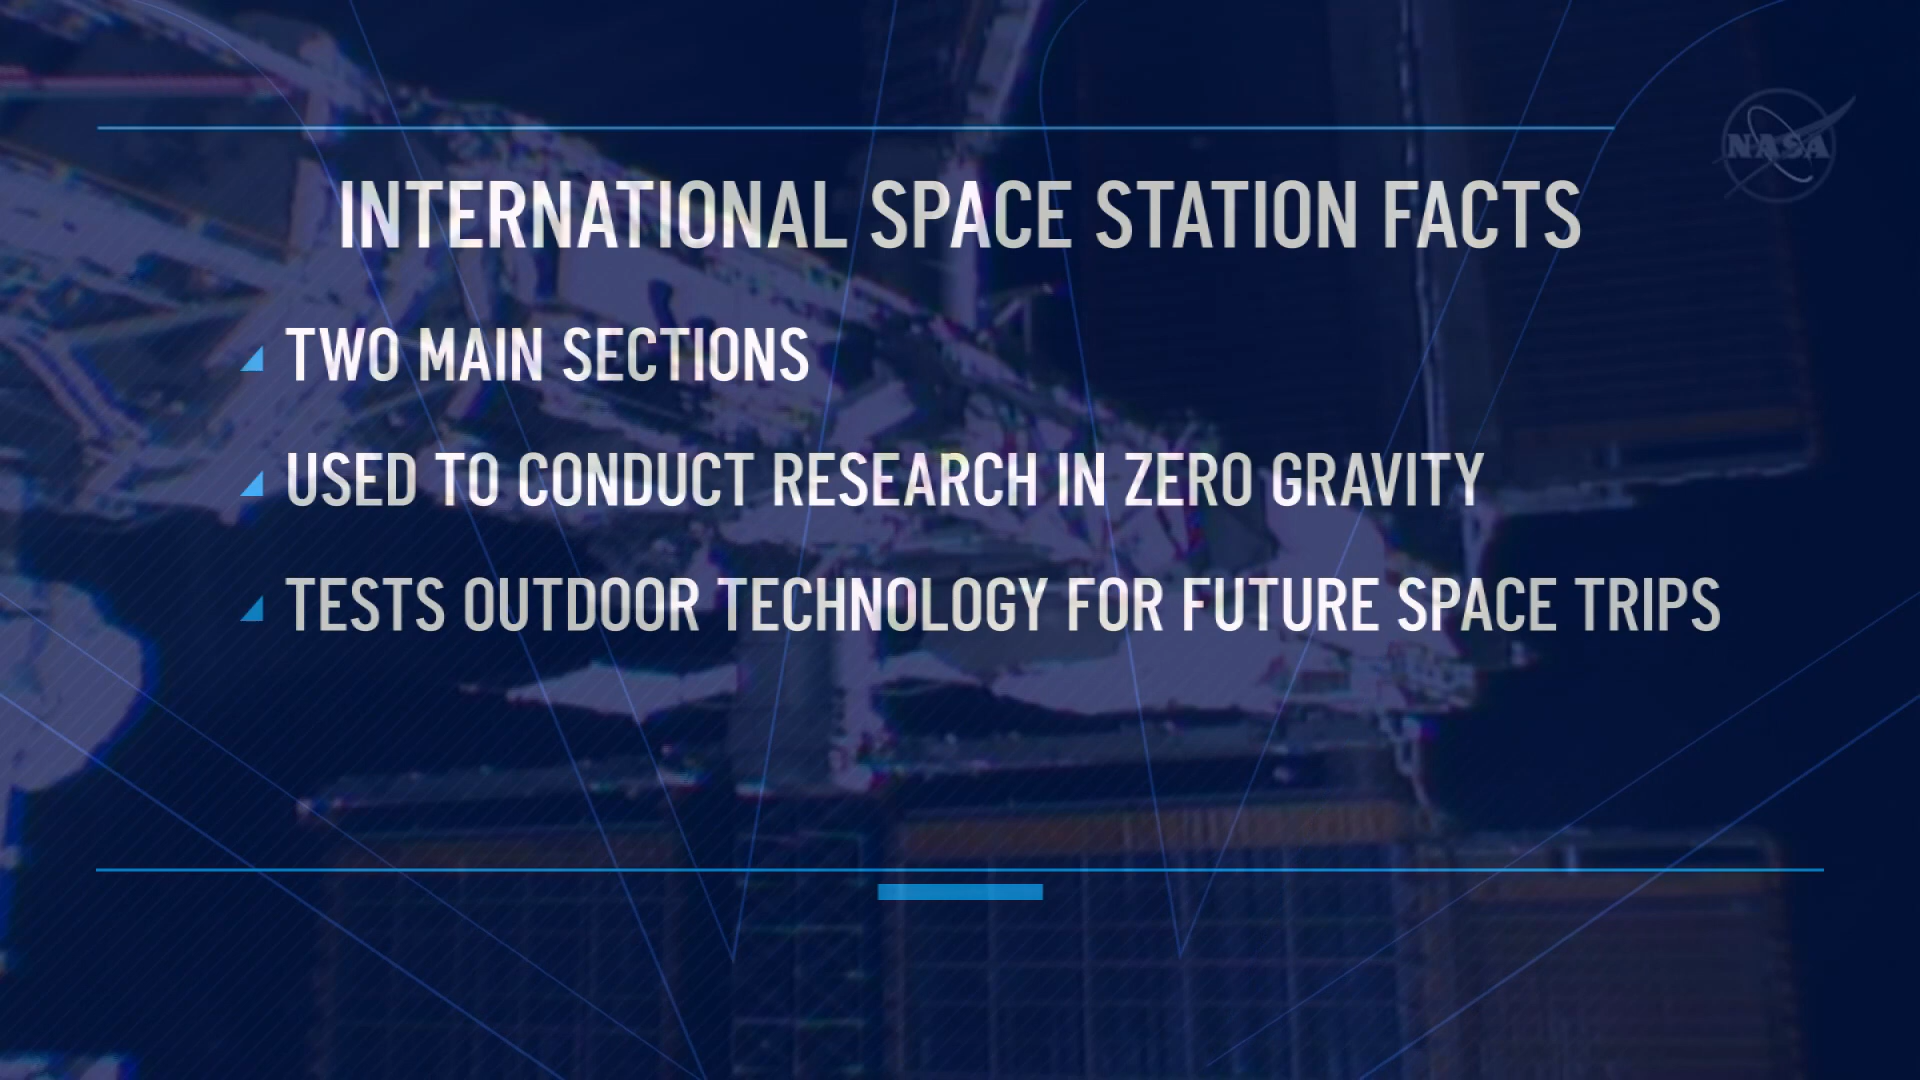 NASA
INTERNATIONAL SPACE STATION FACTS
TWO MAIN SECTIONS
USED TO CONDUCT RESEARCH IN ZERO GRAVITY
TESTS OUTDOOR TECHNOLOGY FOR FUTURE SPACE TRIPS